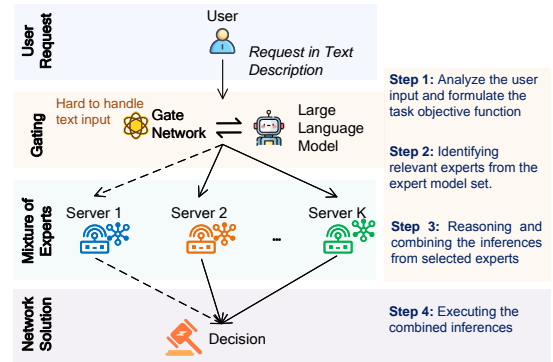 User
Request
User
Request in Text
Description
Gating
Hard to handle
text input
Gate
Network
Large
Language
Model
Mixture of
Experts
Server 1
Server 2
Server K
...
Network
Solution
Decision
Step 1: Analyze the user
input and formulate the
task objective function
Step 2: Identifying
relevant experts from the
expert model set.
Step 3: Reasoning and
combining the inferences
from selected experts
Step 4: Executing the
combined inferences